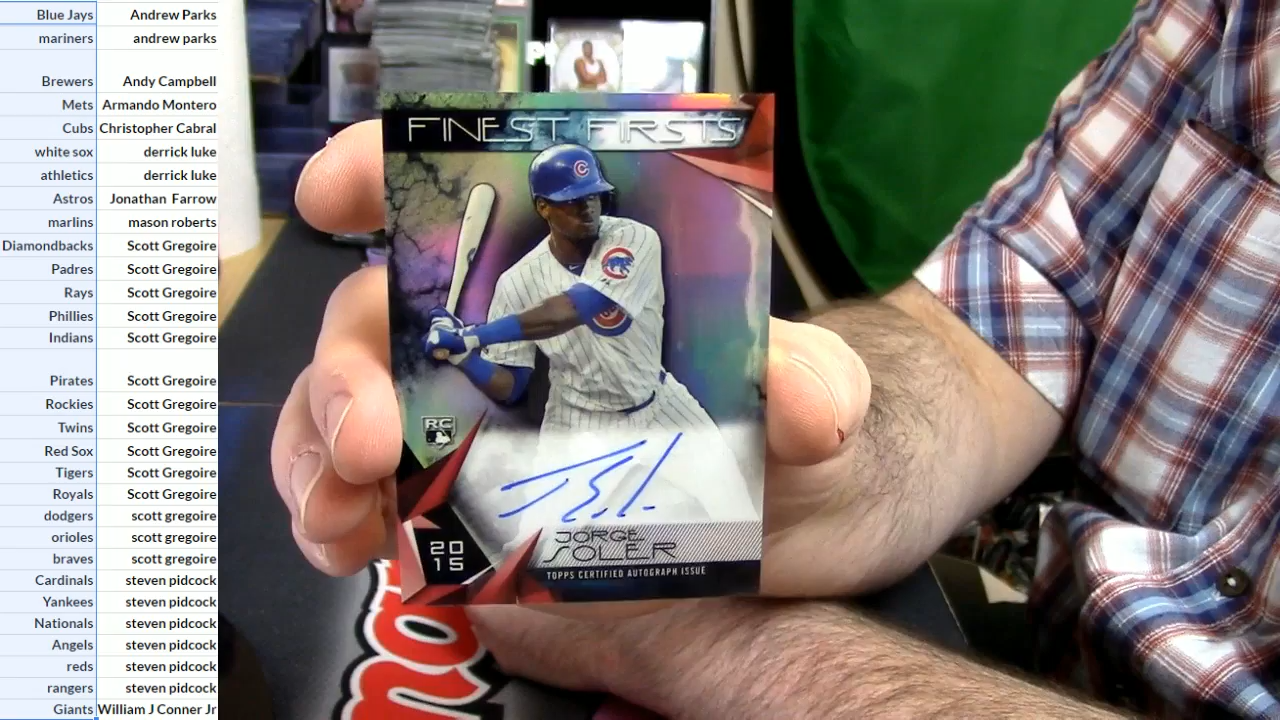 Blue Jays Andrew Parks
mariners andrew parks
Brewers Andy Campbell
Mets Armando Montero
Cubs Christopher Cabral
white sox derrick luke
athletics derrick luke
Astros Jonathan Farrow
marlins mason roberts
Diamondbacks Scott Gregoire
Padres Scott Gregoire
Rays Scott Gregoire
Phillies Scott Gregoire
Indians Scott Gregoire
Pirates Scott Gregoire
Rockies Scott Gregoire
Twins Scott Gregoire
Red Sox Scott Gregoire
Tigers Scott Gregoire
Royals Scott Gregoire
dodgers scott gregoire
orioles scott gregoire
braves scott gregoire
Cardinals steven pidcock
Yankees steven pidcock
Nationals steven pidcock
Angels steven pidcock
reds steven pidcock
rangers steven pidcock
Giants William J Conner Jr
FINEST FIRSTS
C
RC
20
15
JORGE
SOLER
TOPPS CERTIFIED AUTOGRAPH ISSUE